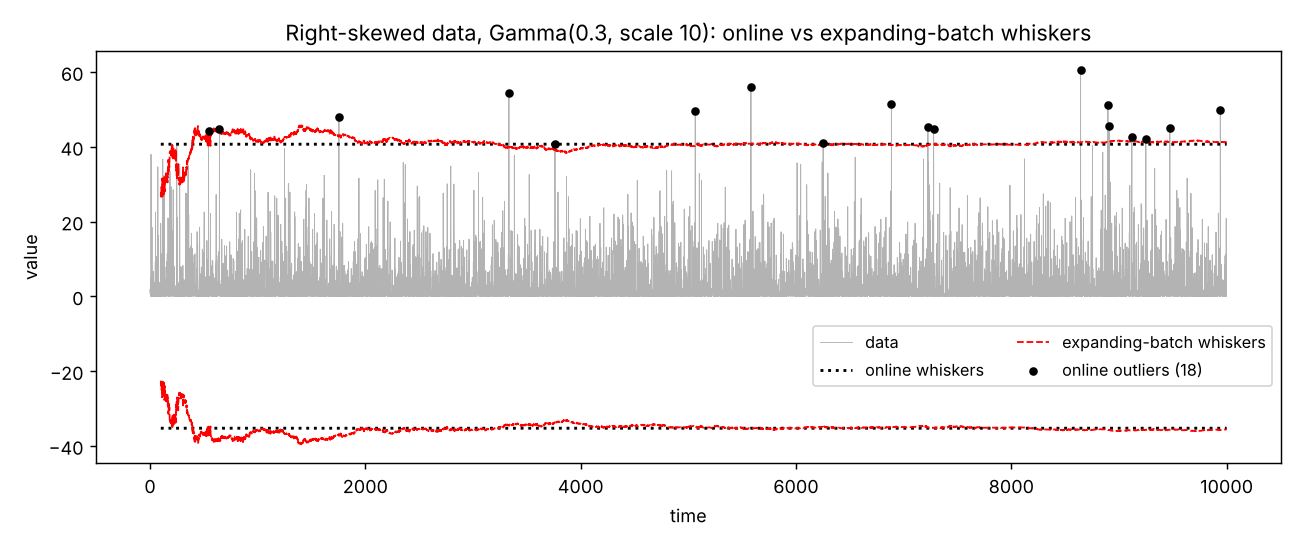 Right-skewed data, Gamma(0.3, scale 10): online vs expanding-batch whiskers
60
40
20
0
−20
−40
value
data
online whiskers
expanding-batch whiskers
online outliers (18)
0
2000
4000
6000
8000
10000
time